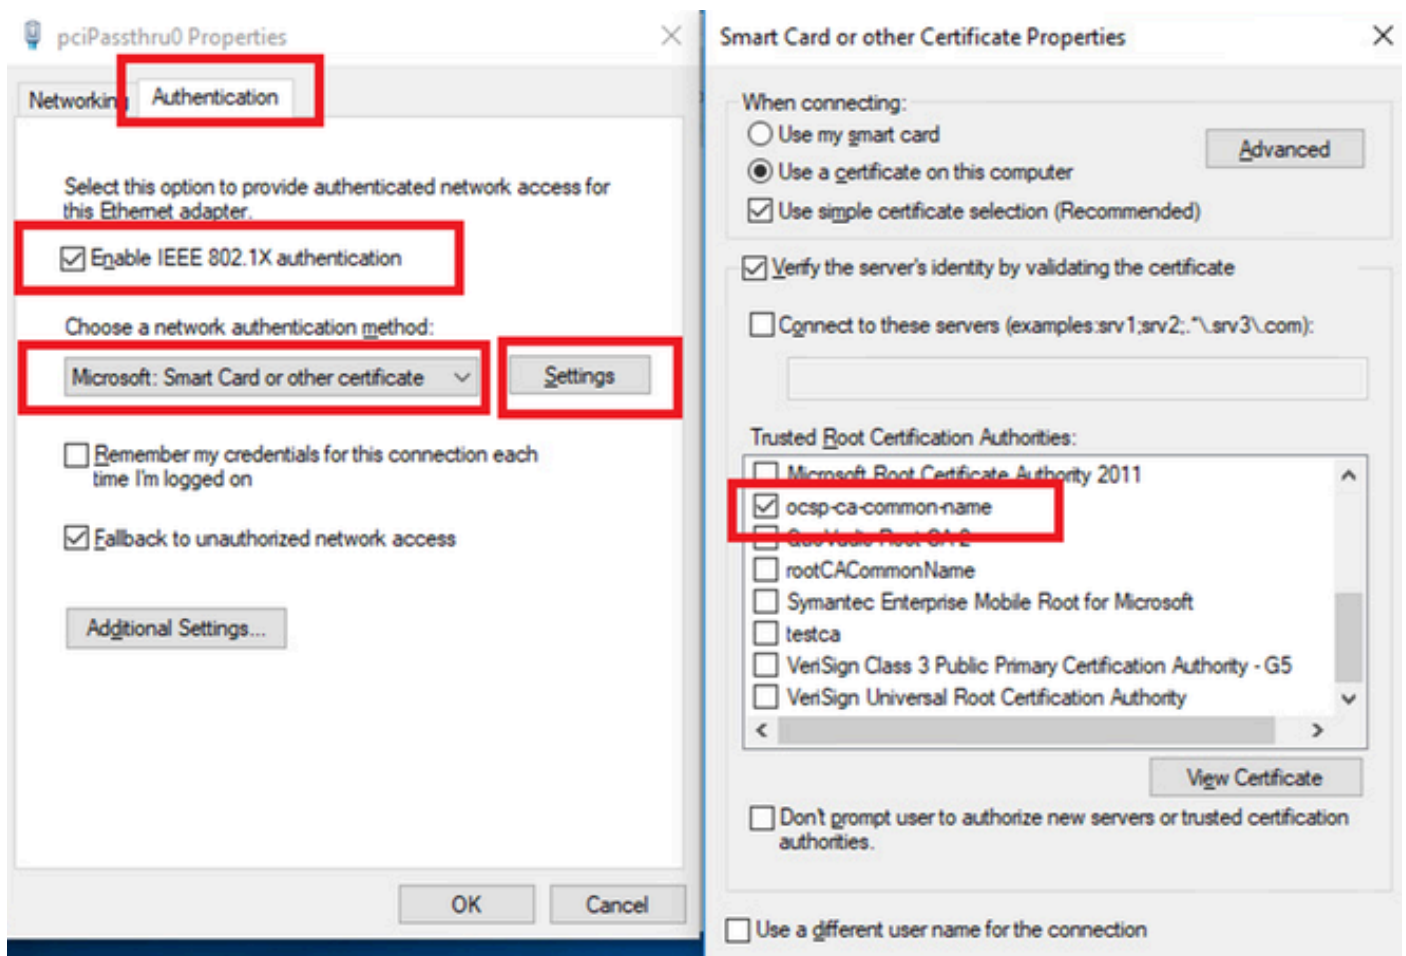 pciPassthru0 Properties
Networking
Authentication
Select this option to provide authenticated network access for
this Ethernet adapter.
Enable IEEE 802.1X authentication
Choose a network authentication method:
Microsoft: Smart Card or other certificate
Settings
Remember my credentials for this connection each
time I'm logged on
Fallback to unauthorized network access
Additional Settings...
OK
Cancel
Smart Card or other Certificate Properties
When connecting:
Use my smart card
Advanced
Use a certificate on this computer
Use simple certificate selection (Recommended)
Verify the server's identity by validating the certificate
Connect to these servers (examples:srv1;srv2;.*\.srv3\.com):
Trusted Root Certification Authorities:
Microsoft Root Certificate Authority 2011
ocsp-ca-common-name
QuoVadis Root CA 2
rootCACommonName
Symantec Enterprise Mobile Root for Microsoft
testca
VeriSign Class 3 Public Primary Certification Authority - G5
VeriSign Universal Root Certification Authority
View Certificate
Don't prompt user to authorize new servers or trusted certification
authorities.
Use a different user name for the connection